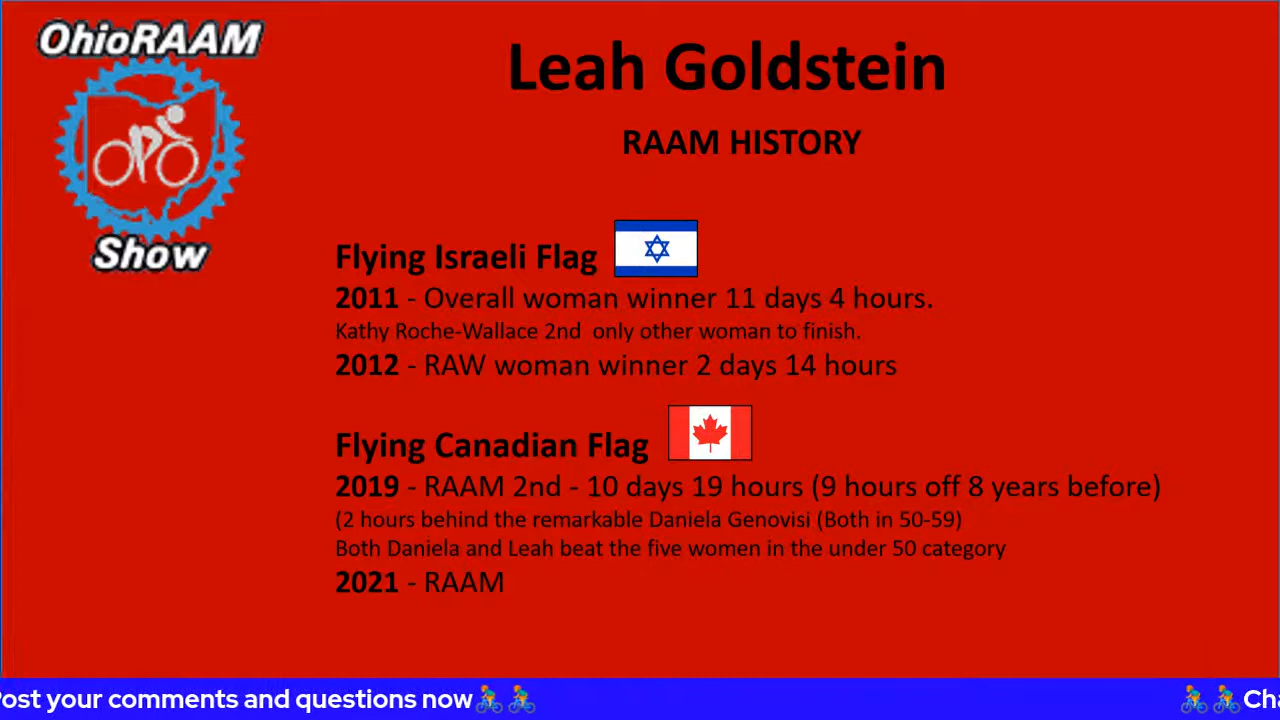 OhioRAAM
Show
Leah Goldstein
RAAM HISTORY
Flying Israeli Flag
2011 - Overall woman winner 11 days 4 hours.
Kathy Roche-Wallace 2nd only other woman to finish.
2012 - RAW woman winner 2 days 14 hours
Flying Canadian Flag
2019 - RAAM 2nd - 10 days 19 hours (9 hours off 8 years before)
(2 hours behind the remarkable Daniela Genovisi (Both in 50-59)
Both Daniela and Leah beat the five women in the under 50 category
2021 - RAAM
ost your comments and questions now🚴🚴 🚴🚴 Cha